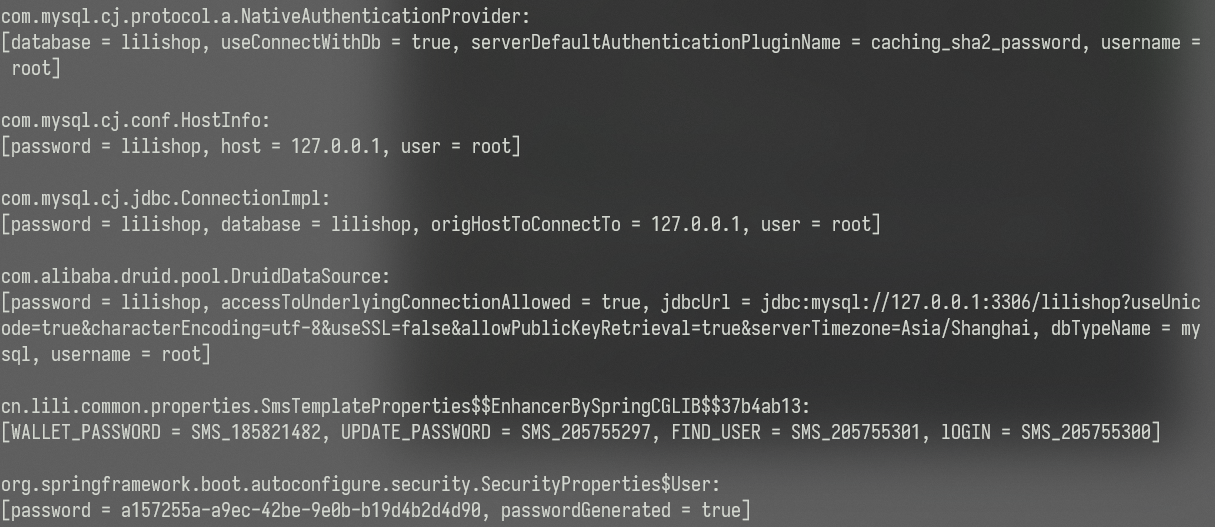 com.mysql.cj.protocol.a.NativeAuthenticationProvider:
[database = lilishop, useConnectWithDb = true, serverDefaultAuthenticationPluginName = caching_sha2_password, username =
 root]

com.mysql.cj.conf.HostInfo:
[password = lilishop, host = 127.0.0.1, user = root]

com.mysql.cj.jdbc.ConnectionImpl:
[password = lilishop, database = lilishop, origHostToConnectTo = 127.0.0.1, user = root]

com.alibaba.druid.pool.DruidDataSource:
[password = lilishop, accessToUnderlyingConnectionAllowed = true, jdbcUrl = jdbc:mysql://127.0.0.1:3306/lilishop?useUnic
ode=true&characterEncoding=utf-8&useSSL=false&allowPublicKeyRetrieval=true&serverTimezone=Asia/Shanghai, dbTypeName = my
sql, username = root]

cn.lili.common.properties.SmsTemplateProperties$$EnhancerBySpringCGLIB$$37b4ab13:
[WALLET_PASSWORD = SMS_185821482, UPDATE_PASSWORD = SMS_205755297, FIND_USER = SMS_205755301, lOGIN = SMS_205755300]

org.springframework.boot.autoconfigure.security.SecurityProperties$User:
[password = a157255a-a9ec-42be-9e0b-b19d4b2d4d90, passwordGenerated = true]